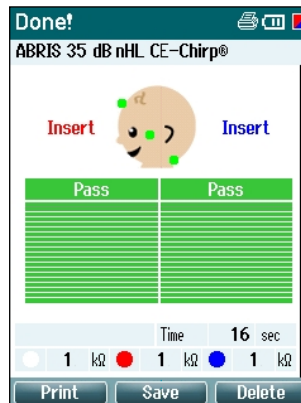 Done!
ABRIS 35 dB nHL CE-Chirp®
Insert Insert
Pass Pass
Time 16 sec
1 kΩ 1 kΩ 1 kΩ
Print Save Delete